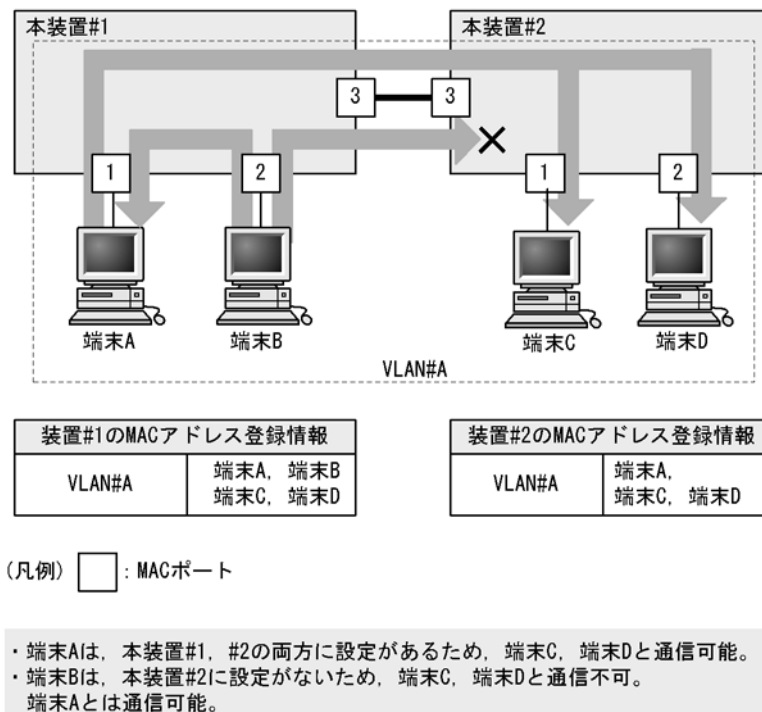 本装置#1
本装置#2
3
3
1
2
1
2
端末A
端末B
端末C
端末D
VLAN#A
装置#1のMACアドレス登録情報
VLAN#A
端末A, 端末B
端末C, 端末D
装置#2のMACアドレス登録情報
VLAN#A
端末A,
端末C, 端末D
(凡例) : MACポート
・端末Aは, 本装置#1, #2の両方に設定があるため, 端末C, 端末Dと通信可能。
・端末Bは, 本装置#2に設定がないため, 端末C, 端末Dと通信不可。
端末Aとは通信可能。